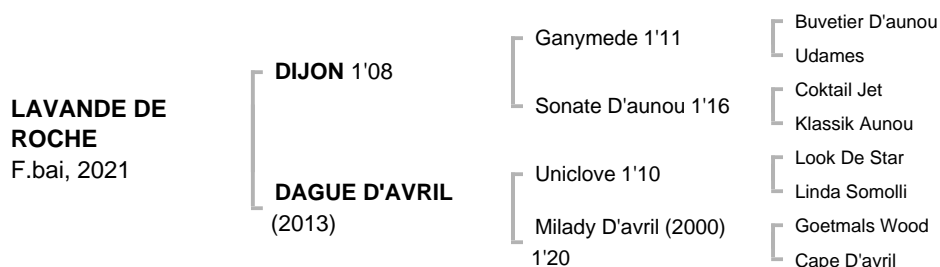 LAVANDE DE
ROCHE
F.bai, 2021
DIJON 1'08
DAGUE D'AVRIL
(2013)
Ganymede 1'11
Sonate D'aunou 1'16
Uniclove 1'10
Milady D'avril (2000)
1'20
Buvetier D'aunou
Udames
Coktail Jet
Klassik Aunou
Look De Star
Linda Somolli
Goetmals Wood
Cape D'avril